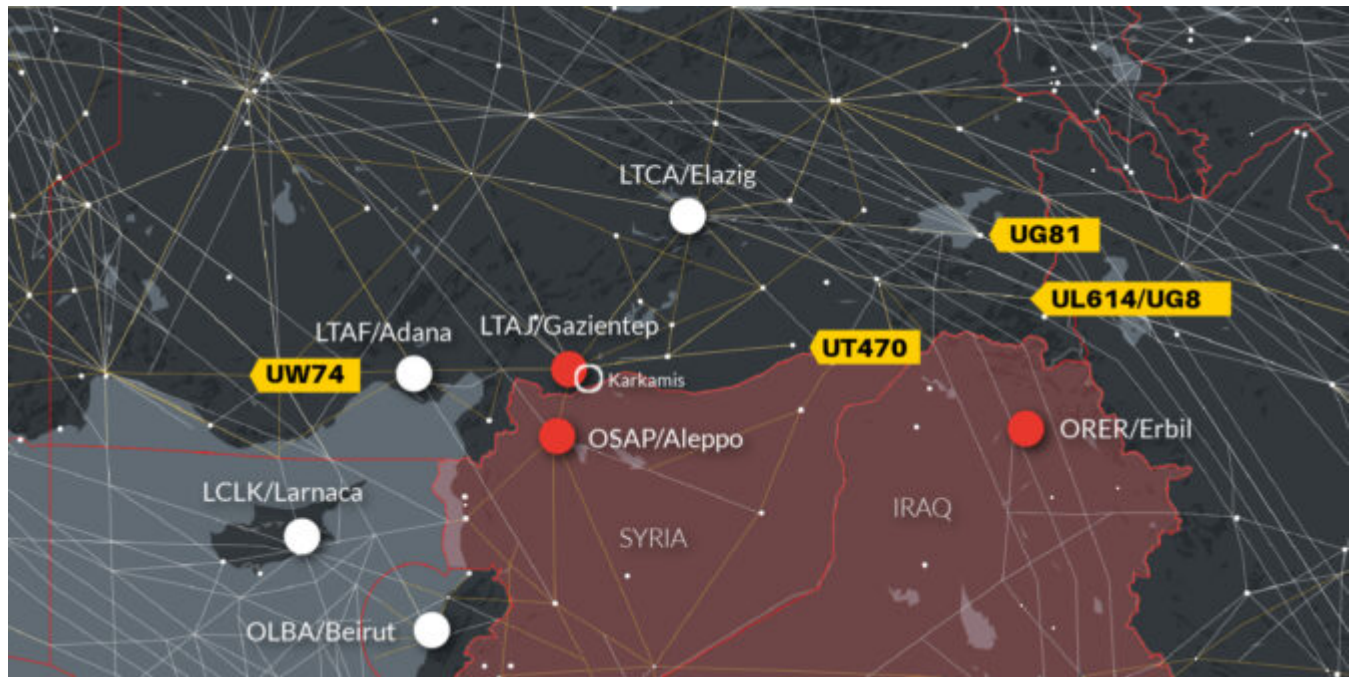 LTCA/Elazig
UG81
UL614/UG8
LTAF/Adana
LTAJ/Gazientep
UT470
UW74
Karkamis
OSAP/Aleppo
ORER/Erbil
LCLK/Larnaca
IRAQ
SYRIA
OLBA/Beirut